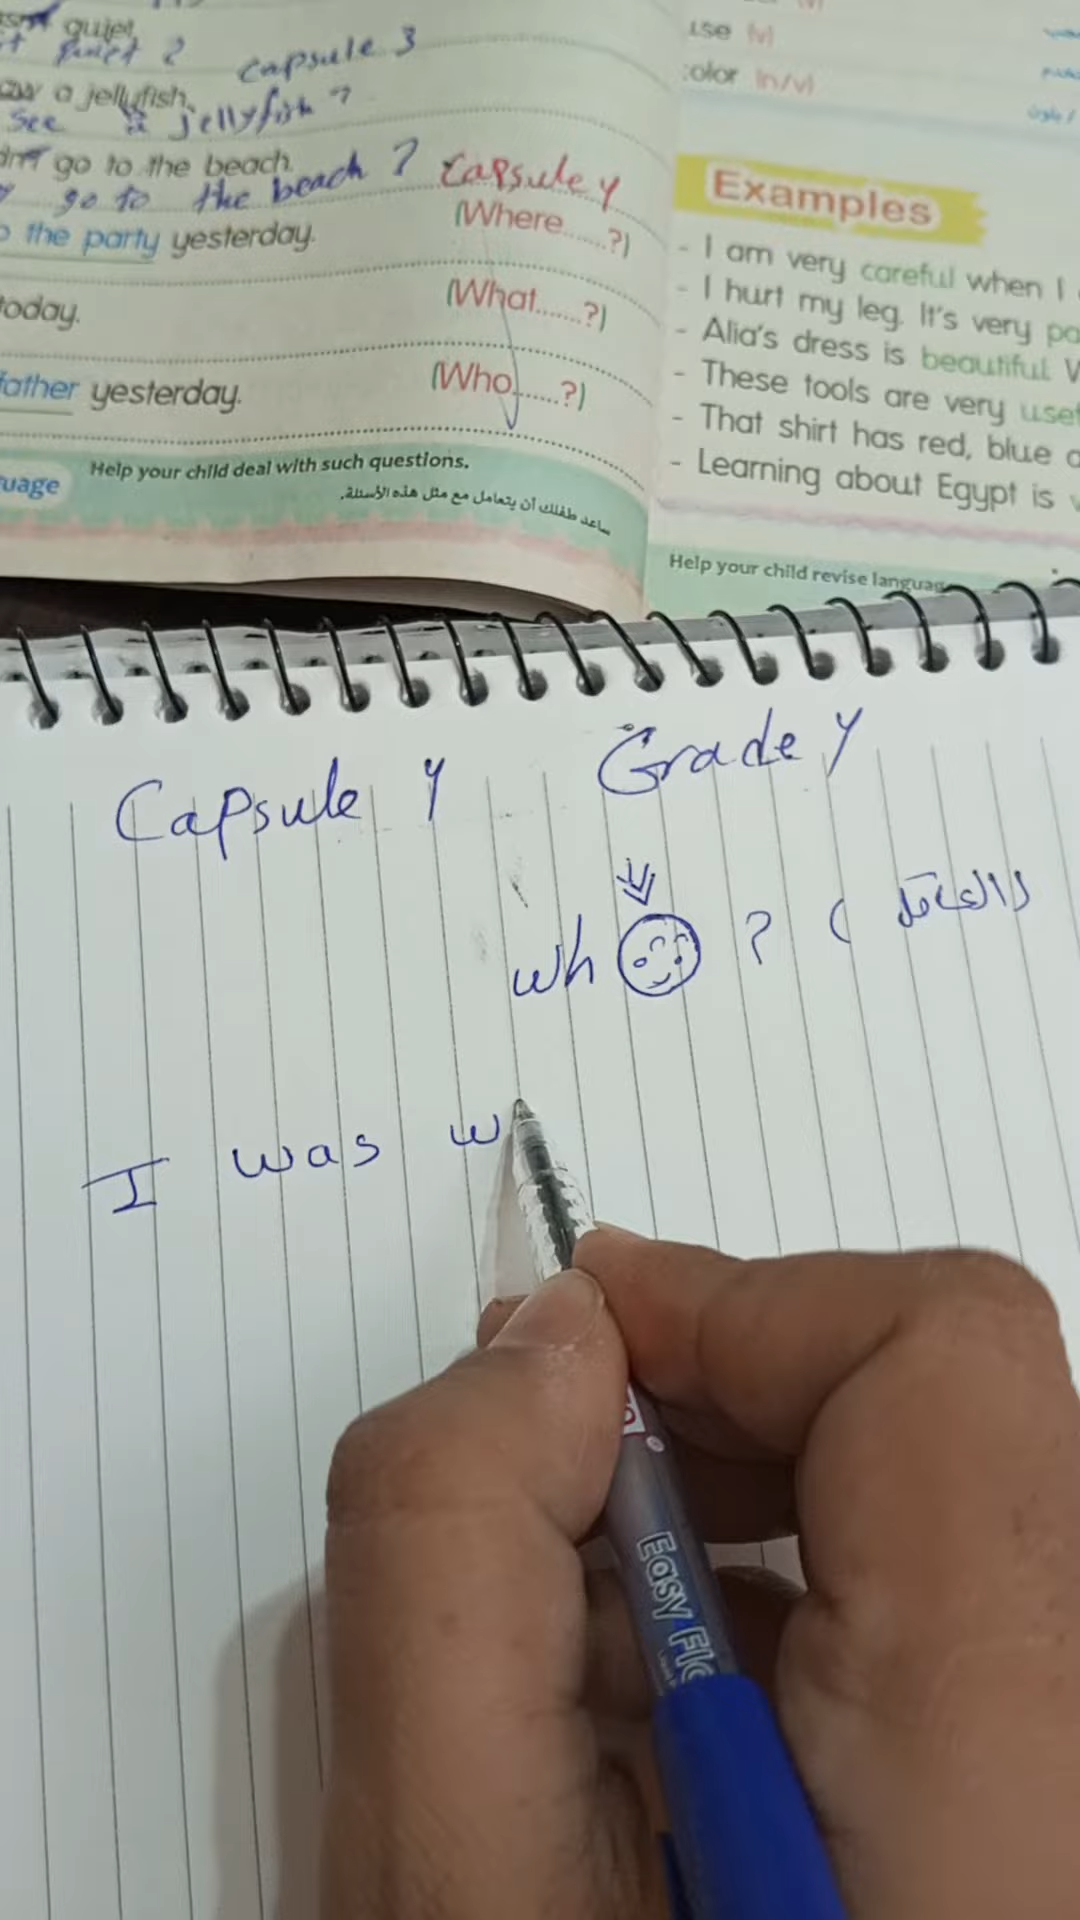 quiet
quiet ?
capsule 3
a jellyfish.
see a jellyfish ?
go to the beach.
go to the beach ? Capsule 4
the party yesterday. (Where......?)
today. (What.......?)
father yesterday. (Who......?)
Help your child deal with such questions.
ساعد طفلك أن يتعامل مع مثل هذه الأسئلة.
use (v)
color (n/v)
Examples
- I am very careful when I
- I hurt my leg. It's very
- Alia's dress is beautiful.
- These tools are very
- That shirt has red, blue
- Learning about Egypt is
Help your child revise
Capsule 4 Grade 4
wh ? ( للعاقل
I was w
Easy